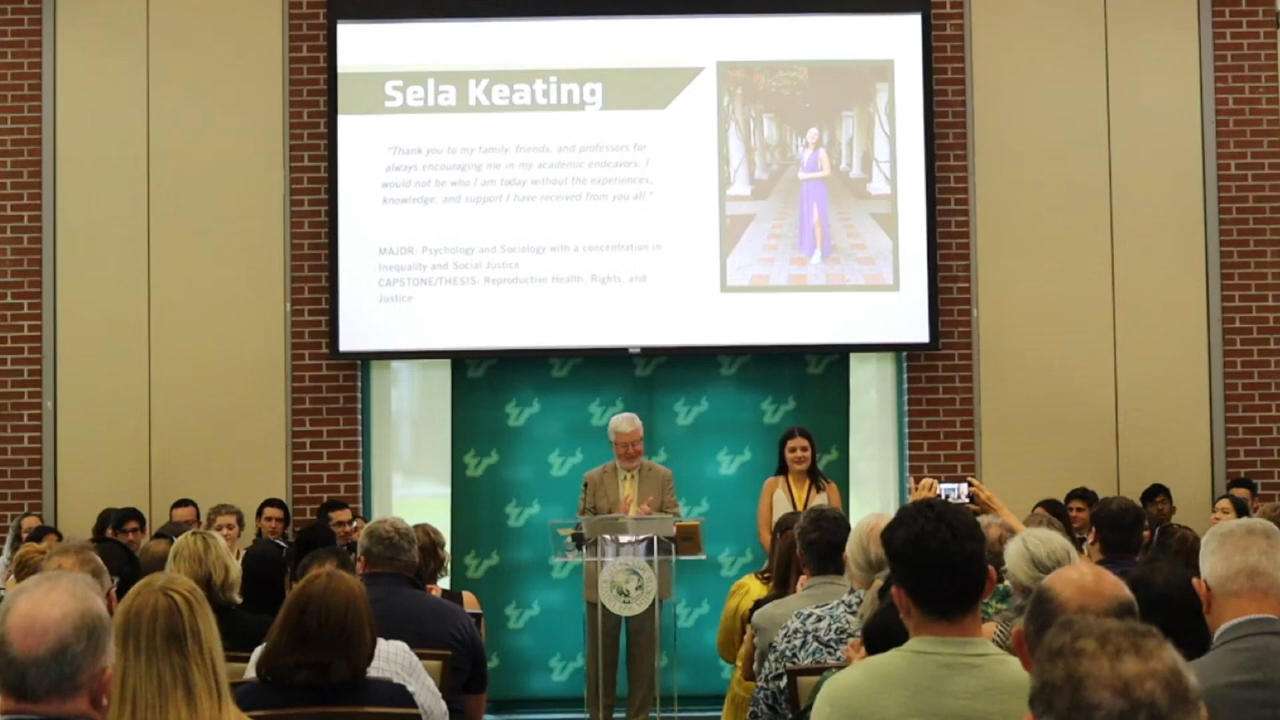 Sela Keating
"Thank you to my family, friends, and professors for
always encouraging me in my academic endeavors. I
would not be who I am today without the experiences,
knowledge, and support I have received from you all."
MAJOR: Psychology and Sociology with a concentration in
Inequality and Social Justice
CAPSTONE/THESIS: Reproductive Health, Rights, and
Justice